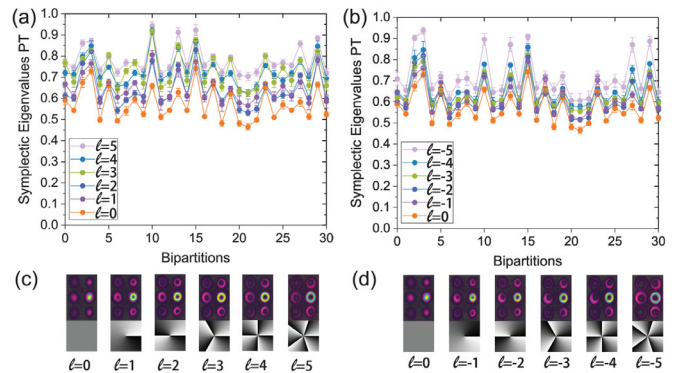 (a)
Symplectic Eigenvalues PT
1.0
0.9
0.8
0.7
0.6
0.5
0.4
0.3
0.2
0.1
0.0
ℓ=5
ℓ=4
ℓ=3
ℓ=2
ℓ=1
ℓ=0
0 5 10 15 20 25 30
Bipartitions
(b)
Symplectic Eigenvalues PT
1.0
0.9
0.8
0.7
0.6
0.5
0.4
0.3
0.2
0.1
0.0
ℓ=-5
ℓ=-4
ℓ=-3
ℓ=-2
ℓ=-1
ℓ=0
0 5 10 15 20 25 30
Bipartitions
(c)
ℓ=0 ℓ=1 ℓ=2 ℓ=3 ℓ=4 ℓ=5
(d)
ℓ=0 ℓ=-1 ℓ=-2 ℓ=-3 ℓ=-4 ℓ=-5